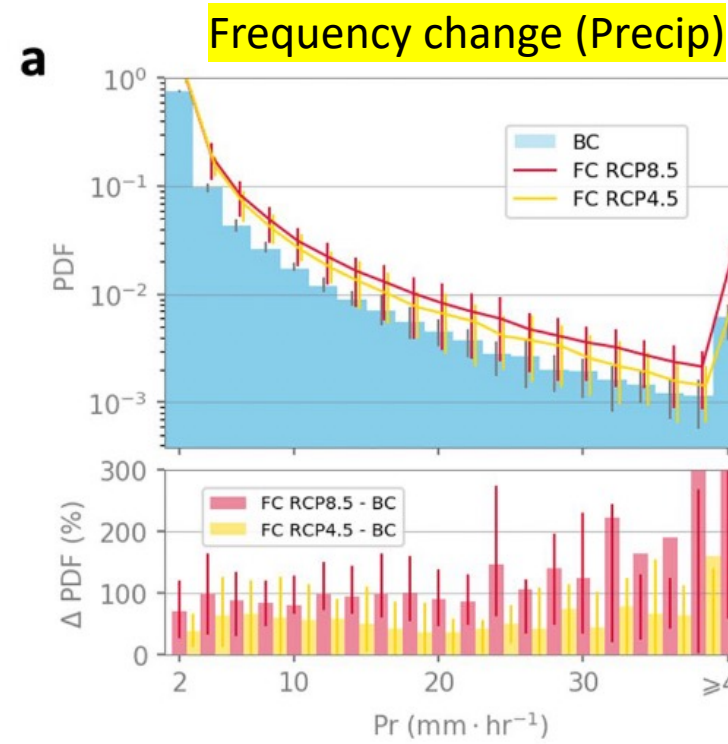 Frequency change (Precip)
a
10⁰
10⁻¹
10⁻²
10⁻³
PDF
BC
FC RCP8.5
FC RCP4.5
300
200
100
0
Δ PDF (%)
FC RCP8.5 - BC
FC RCP4.5 - BC
2 10 20 30 ⩾4
Pr (mm · hr⁻¹)